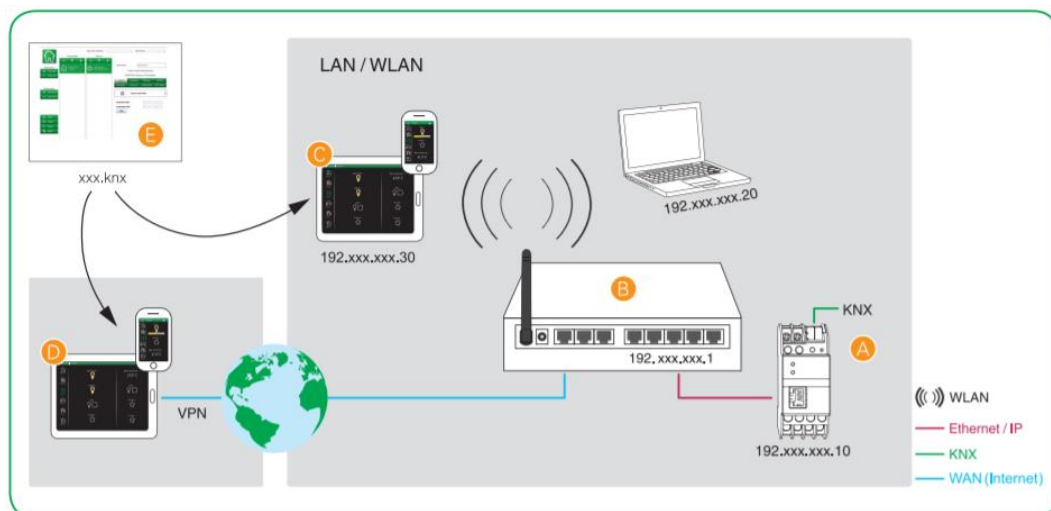 LAN / WLAN
E
xxx.knx
C
192.xxx.xxx.30
192.xxx.xxx.20
B
192.xxx.xxx.1
KNX
A
192.xxx.xxx.10
D
VPN
WLAN
Ethernet / IP
KNX
WAN (Internet)